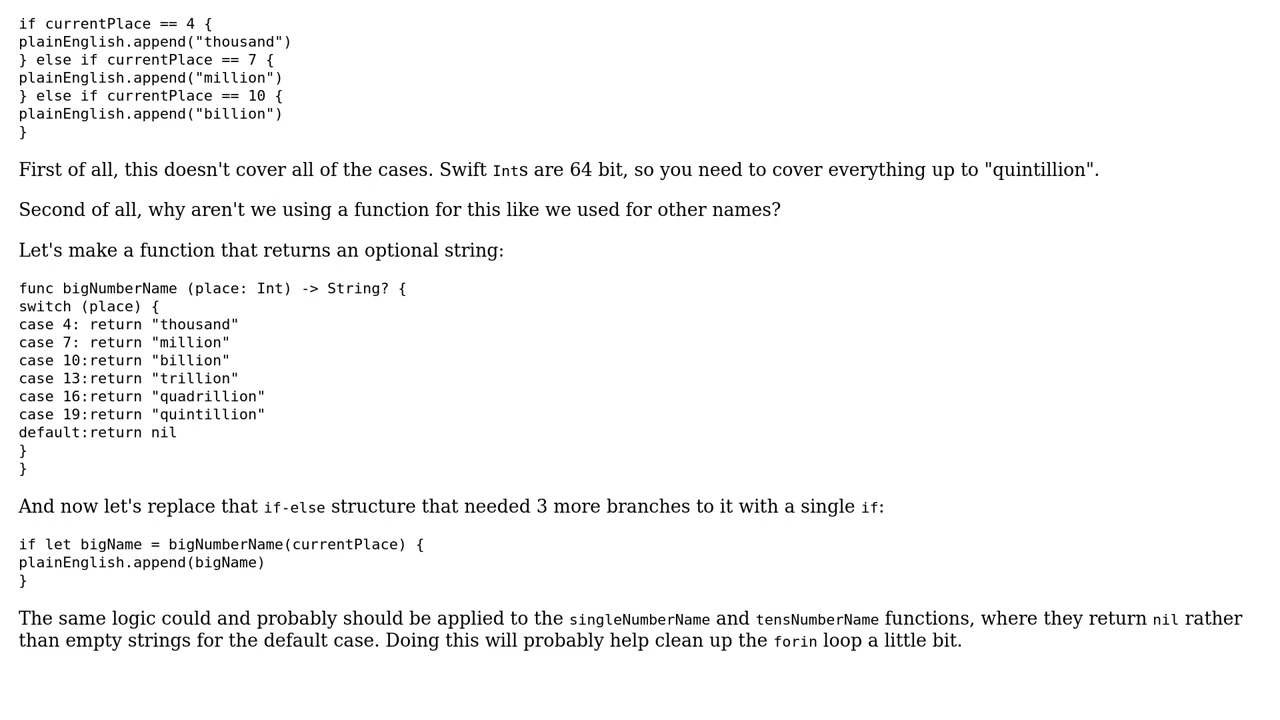 if currentPlace == 4 {
plainEnglish.append("thousand")
} else if currentPlace == 7 {
plainEnglish.append("million")
} else if currentPlace == 10 {
plainEnglish.append("billion")
}
First of all, this doesn't cover all of the cases. Swift Ints are 64 bit, so you need to cover everything up to "quintillion".
Second of all, why aren't we using a function for this like we used for other names?
Let's make a function that returns an optional string:
func bigNumberName (place: Int) -> String? {
switch (place) {
case 4: return "thousand"
case 7: return "million"
case 10:return "billion"
case 13:return "trillion"
case 16:return "quadrillion"
case 19:return "quintillion"
default:return nil
}
}
And now let's replace that if-else structure that needed 3 more branches to it with a single if:
if let bigName = bigNumberName(currentPlace) {
plainEnglish.append(bigName)
}
The same logic could and probably should be applied to the singleNumberName and tensNumberName functions, where they return nil rather
than empty strings for the default case. Doing this will probably help clean up the forin loop a little bit.